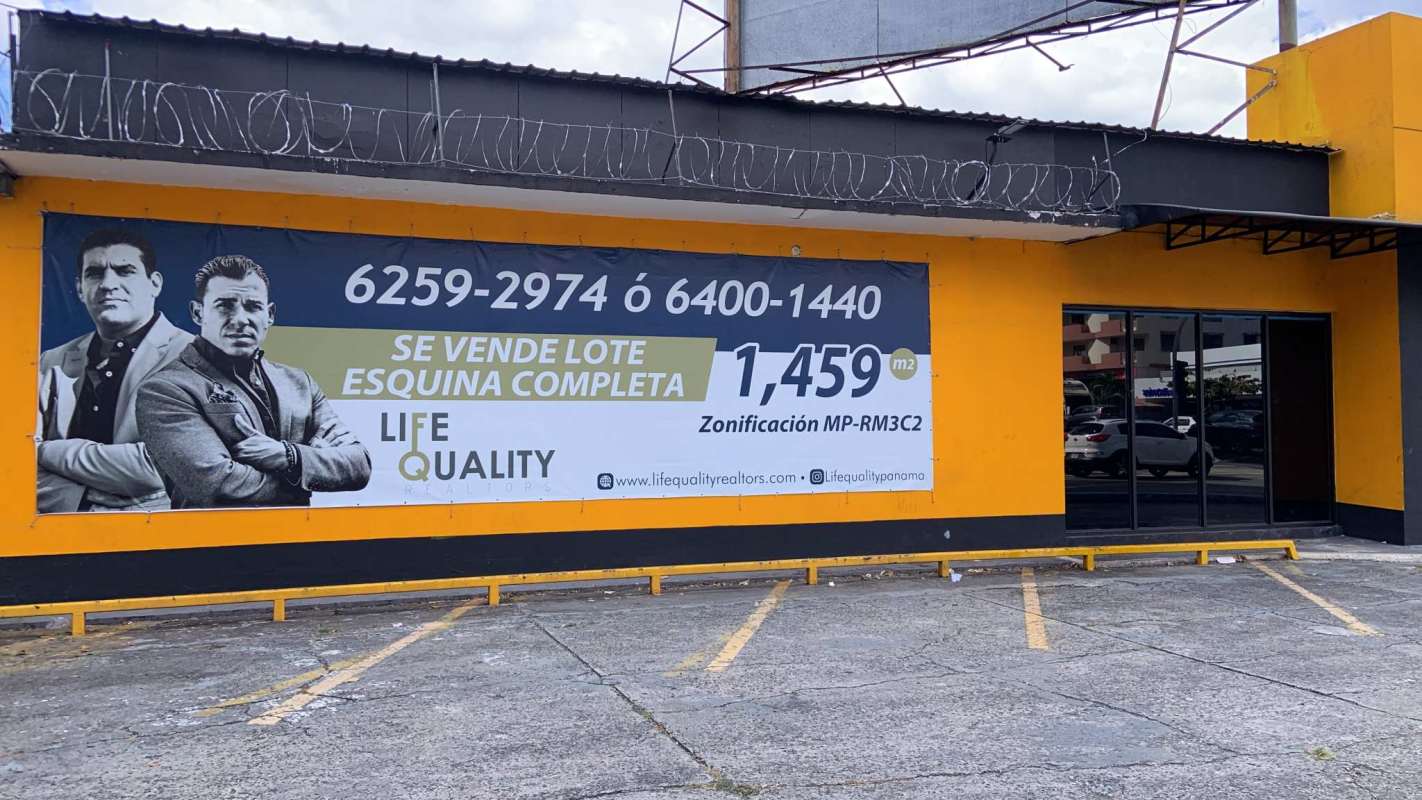 6259-2974 ó 6400-1440
SE VENDE LOTE
ESQUINA COMPLETA
1,459 m2
Zonificación MP-RM3C2
LIFE
QUALITY
REALTORS
www.lifequalityrealtors.com • Lifequalitypanama